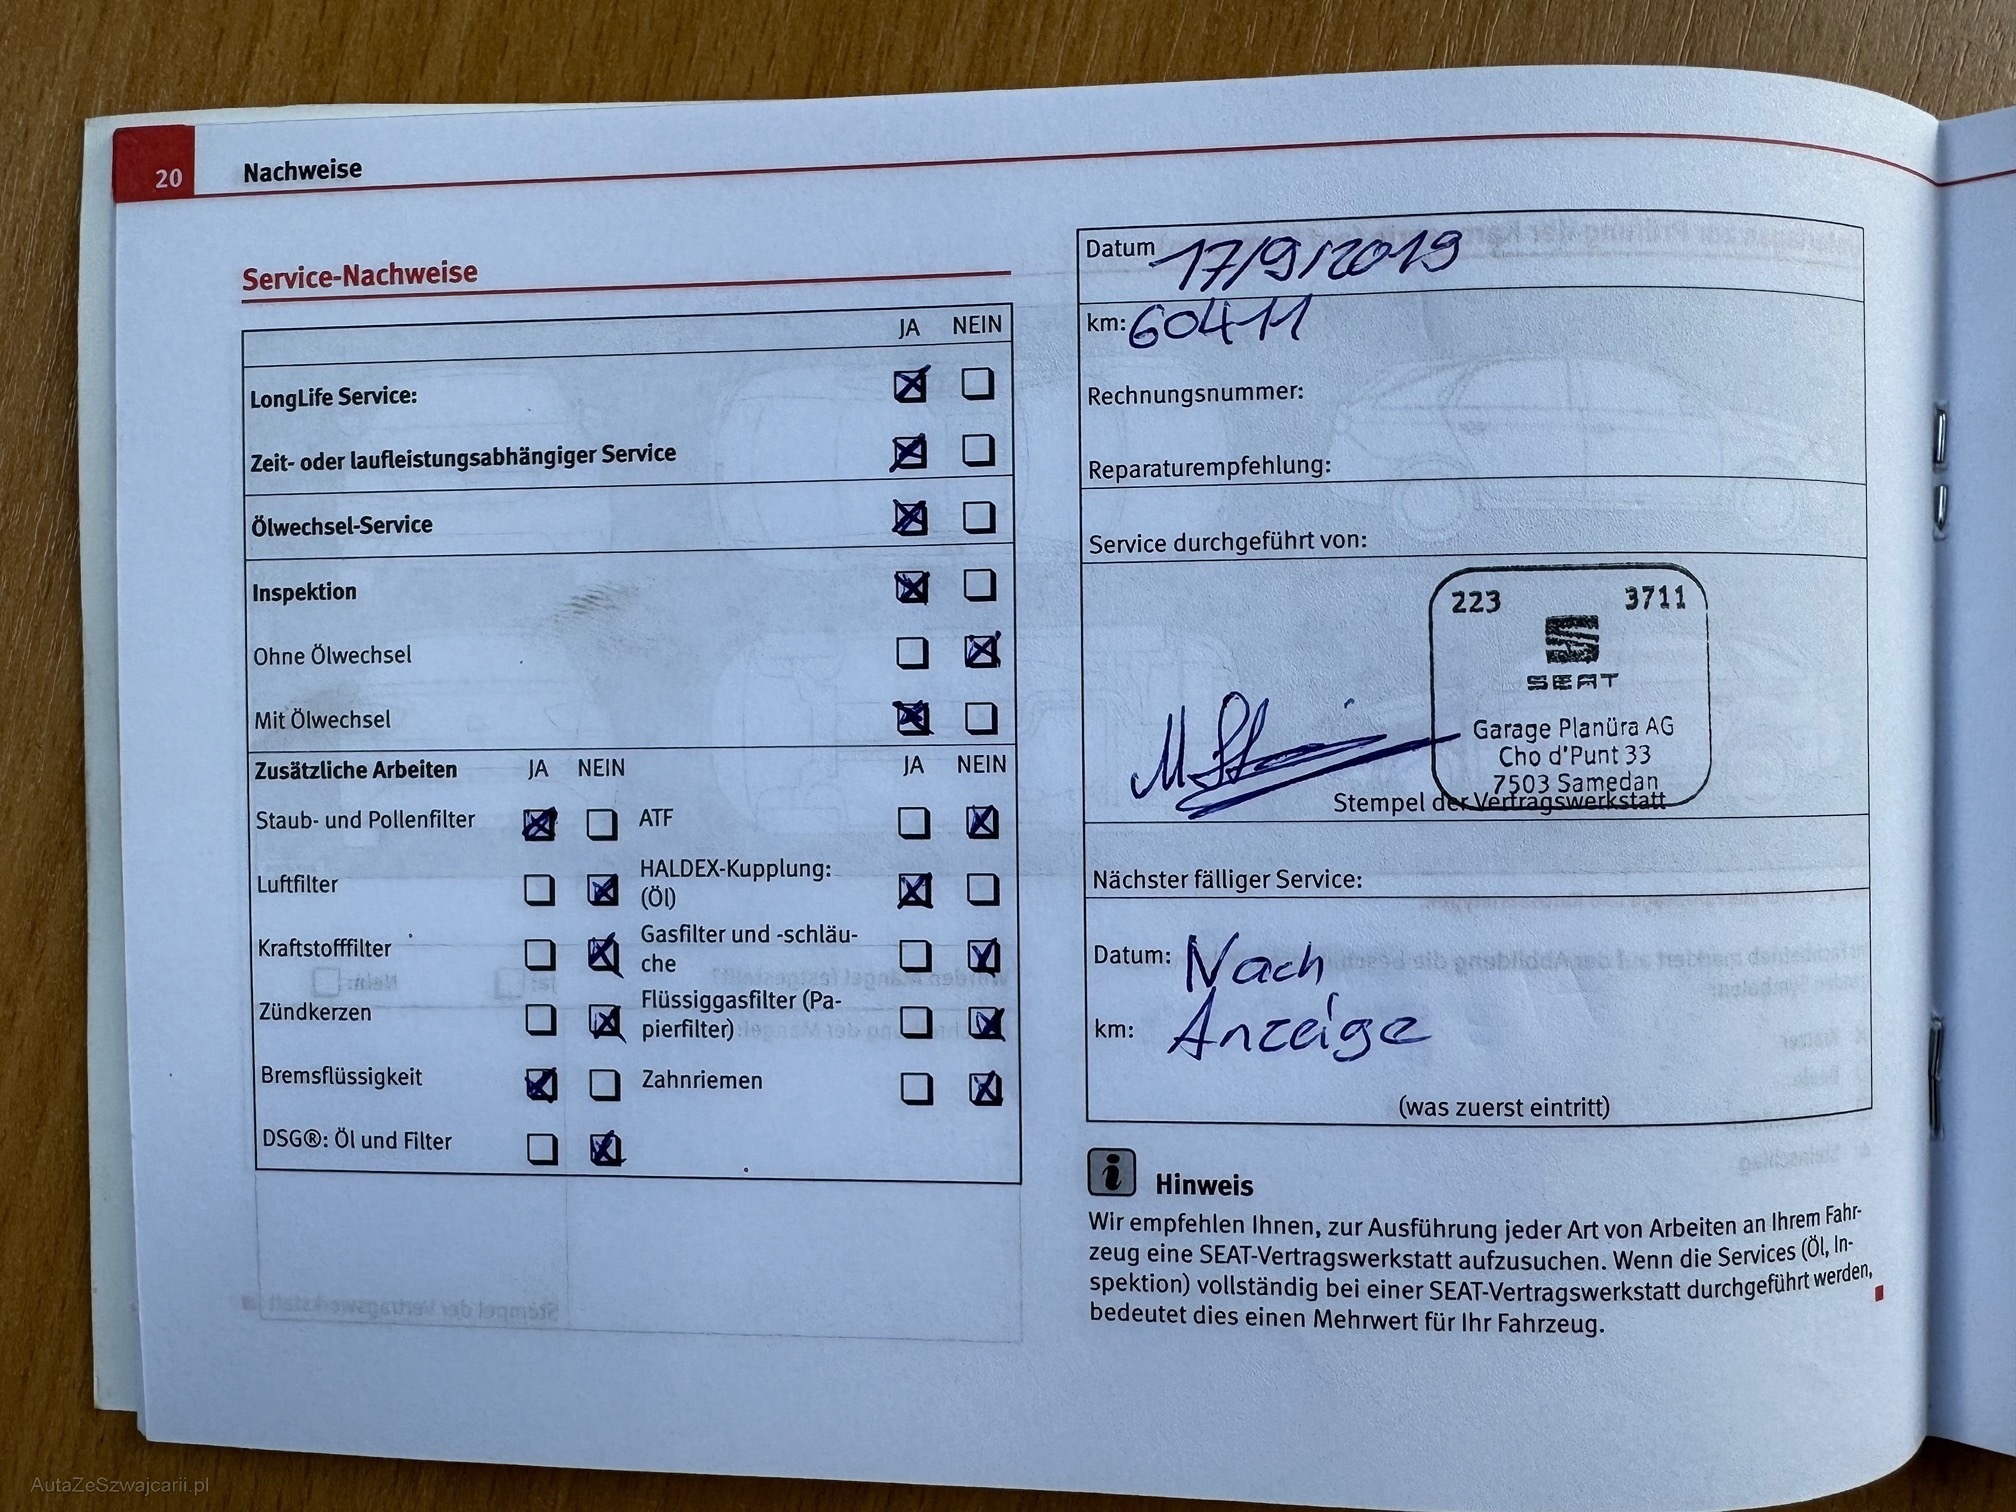 20
Nachweise
Service-Nachweise
JA NEIN
LongLife Service:
Zeit- oder laufleistungsabhängiger Service
Ölwechsel-Service
Inspektion
Ohne Ölwechsel
Mit Ölwechsel
Zusätzliche Arbeiten JA NEIN JA NEIN
Staub- und Pollenfilter ATF
Luftfilter HALDEX-Kupplung:
(Öl)
Kraftstofffilter Gasfilter und -schläu-
che
Zündkerzen Flüssiggasfilter (Pa-
pierfilter)
Bremsflüssigkeit Zahnriemen
DSG®: Öl und Filter
Datum 17/9/2019
km: 60411
Rechnungsnummer:
Reparaturempfehlung:
Service durchgeführt von:
223 3711
SEAT
Garage Planüra AG
Cho d'Punt 33
7503 Samedan
Stempel der Vertragswerkstatt
Nächster fälliger Service:
Datum: Nach
km: Anzeige
(was zuerst eintritt)
Hinweis
Wir empfehlen Ihnen, zur Ausführung jeder Art von Arbeiten an Ihrem Fahr-
zeug eine SEAT-Vertragswerkstatt aufzusuchen. Wenn die Services (Öl, In-
spektion) vollständig bei einer SEAT-Vertragswerkstatt durchgeführt werden,
bedeutet dies einen Mehrwert für Ihr Fahrzeug.
AutaZeSzwajcarii.pl